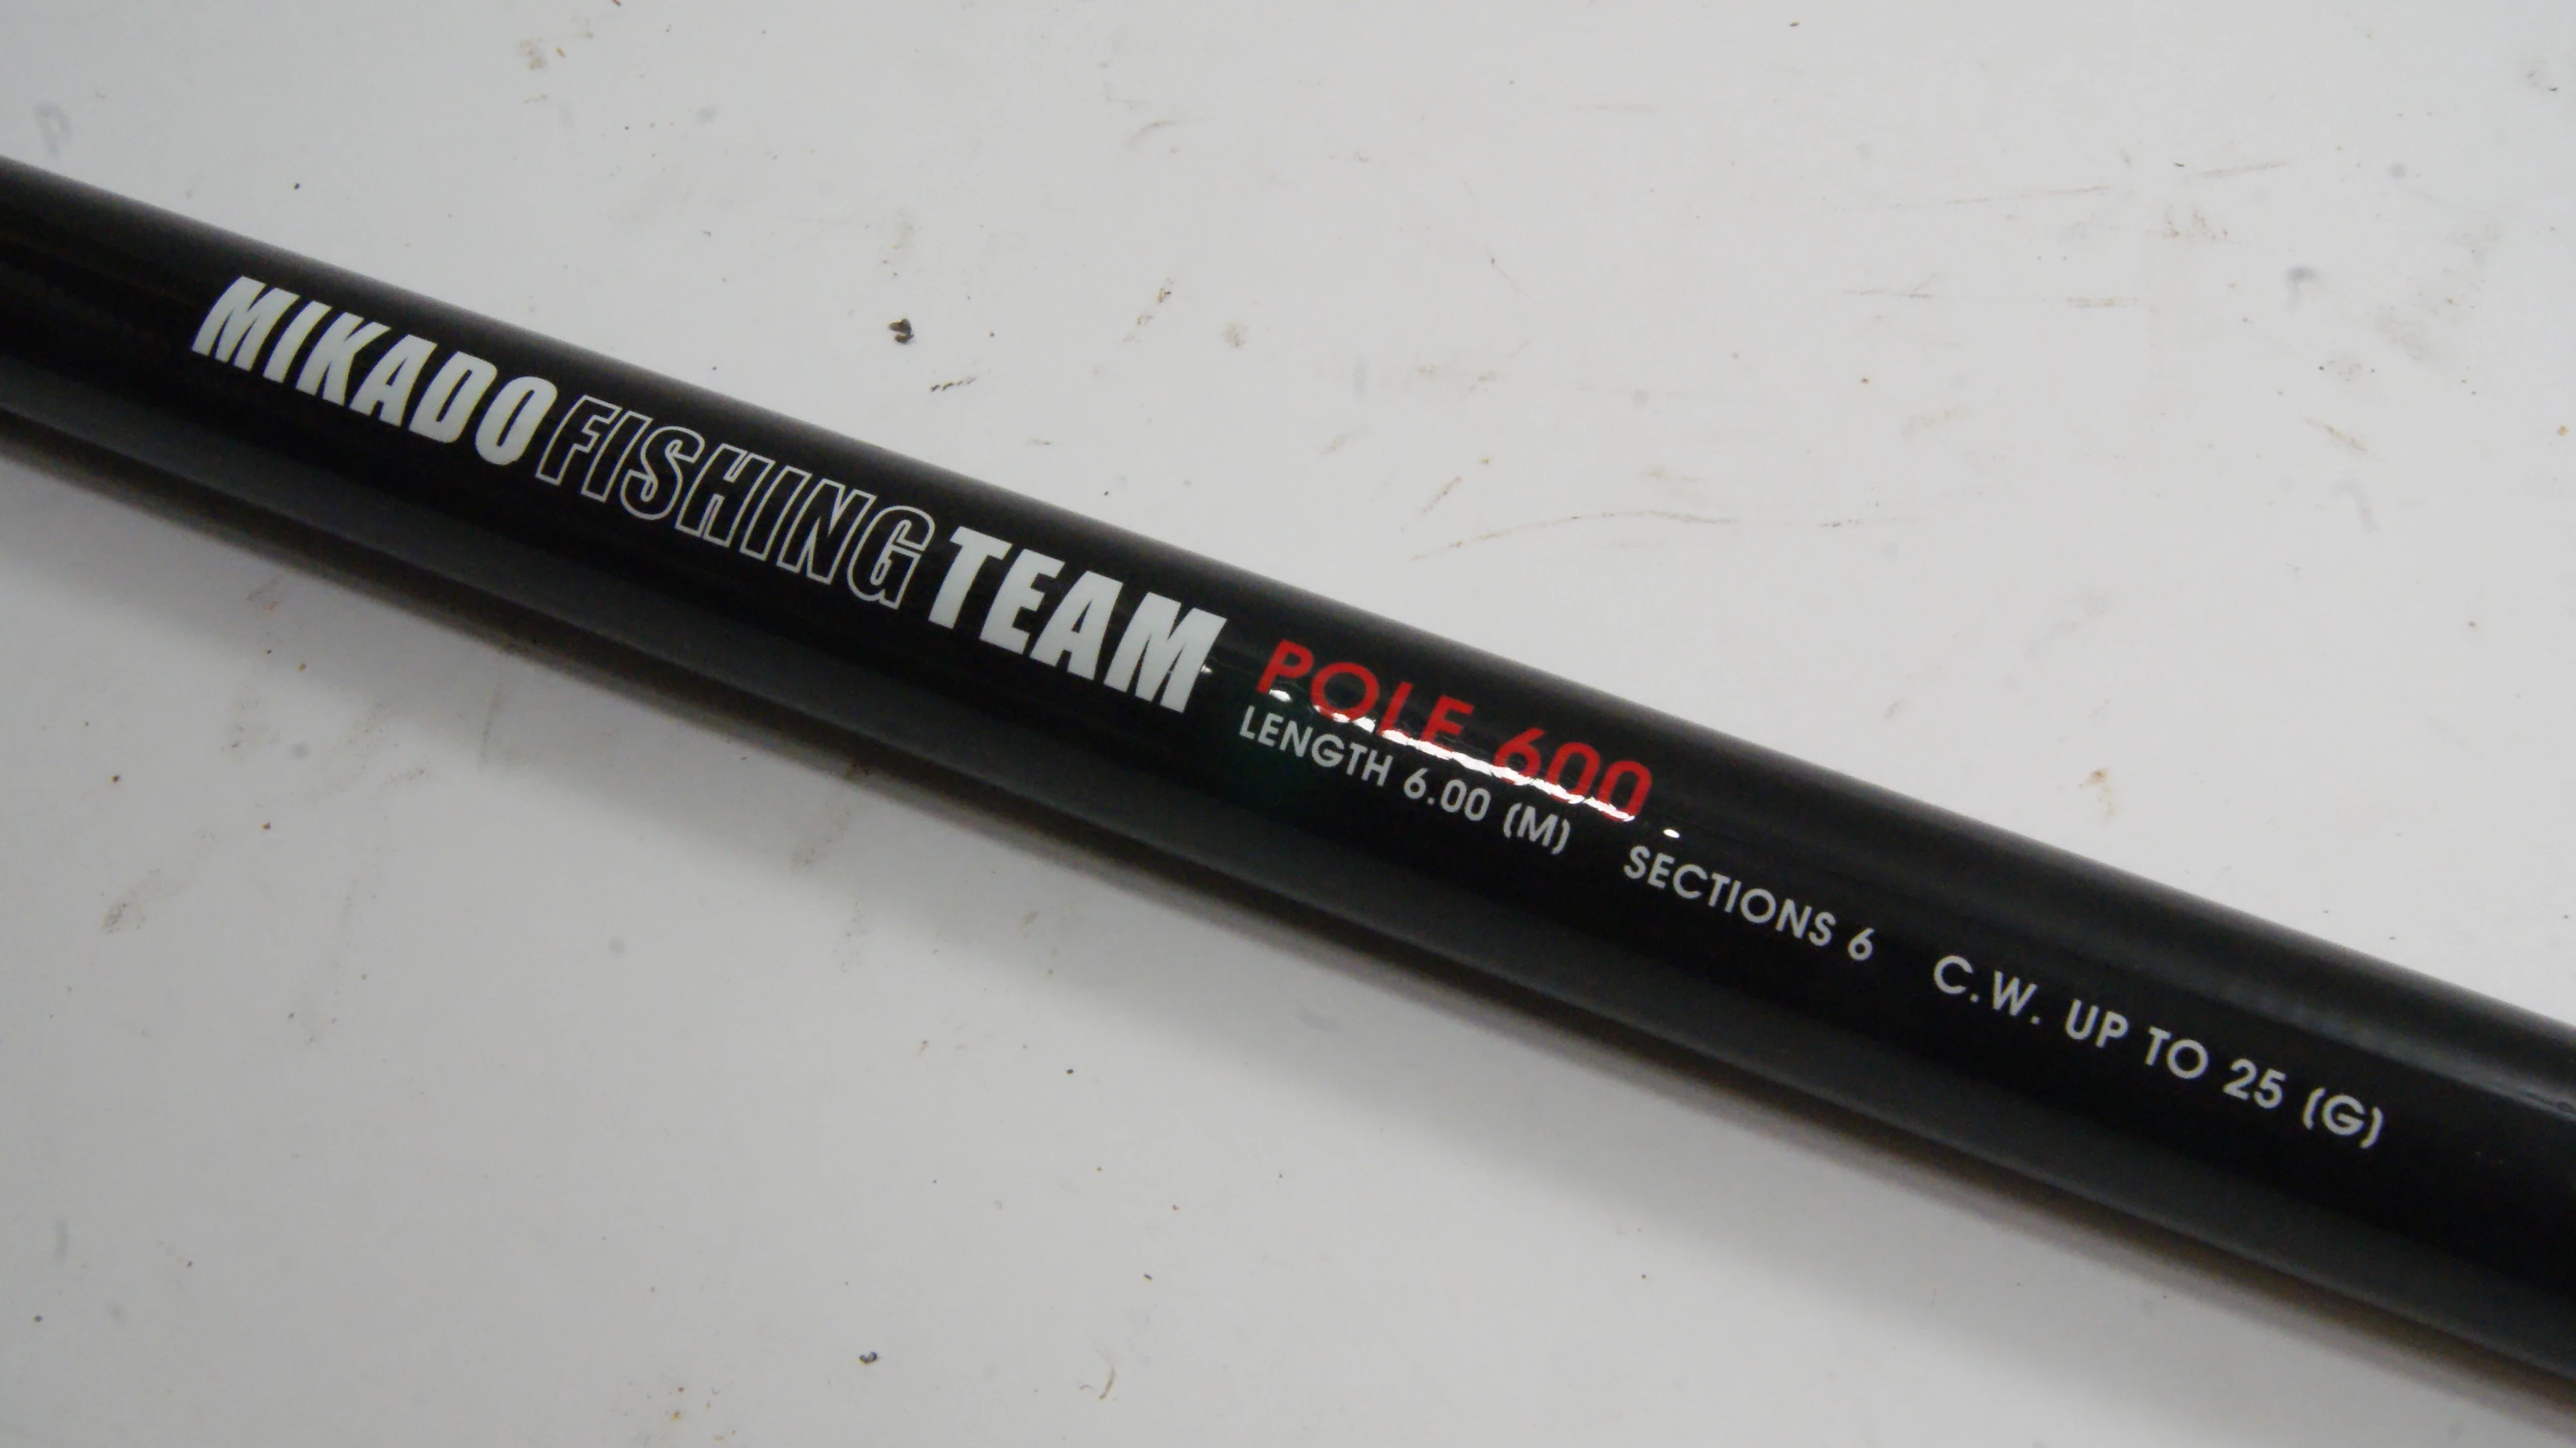 MIKADO FISHING TEAM POLE 600
LENGTH 6.00 (M) SECTIONS 6 C.W. UP TO 25 (G)